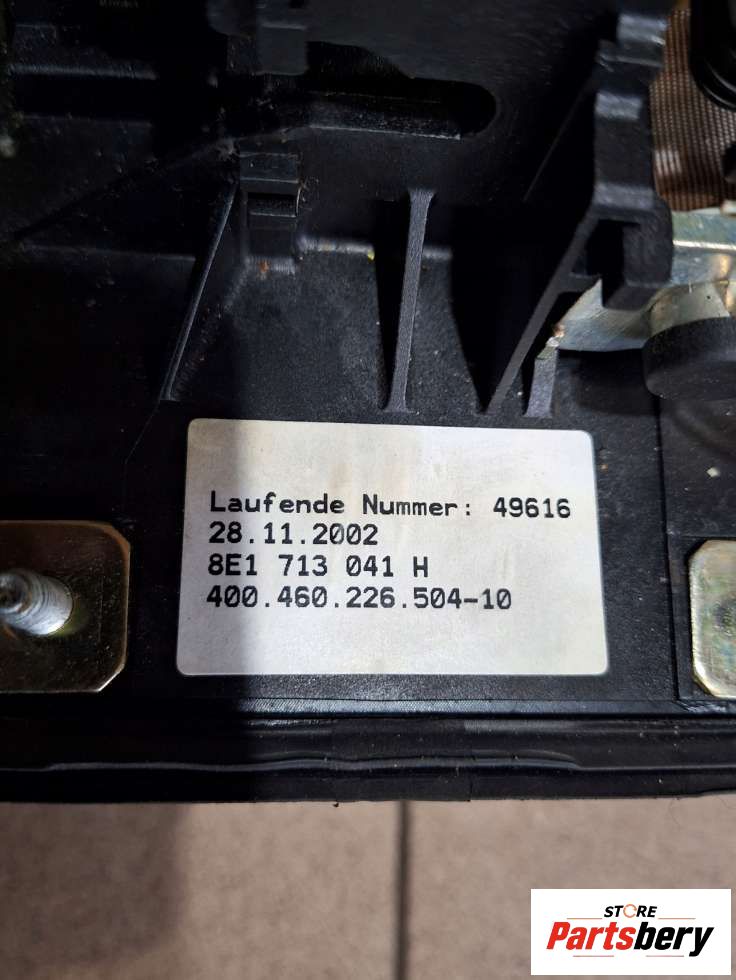 Laufende Nummer: 49616
28.11.2002
8E1 713 041 H
400.460.226.504-10
STORE
Partsbery